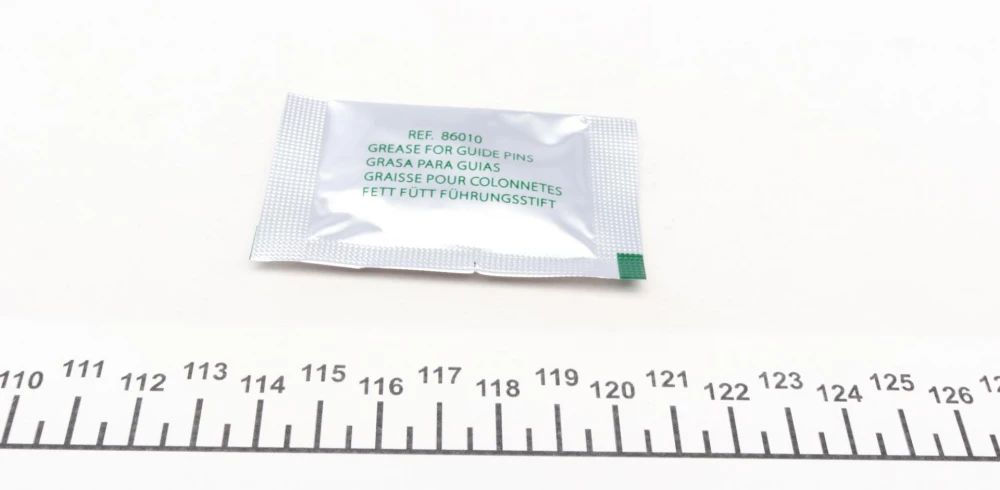 REF. 86010
GREASE FOR GUIDE PINS
GRASA PARA GUIAS
GRAISSE POUR COLONNETES
FETT FÜTT FÜHRUNGSSTIFT
110 111 112 113 114 115 116 117 118 119 120 121 122 123 124 125 126